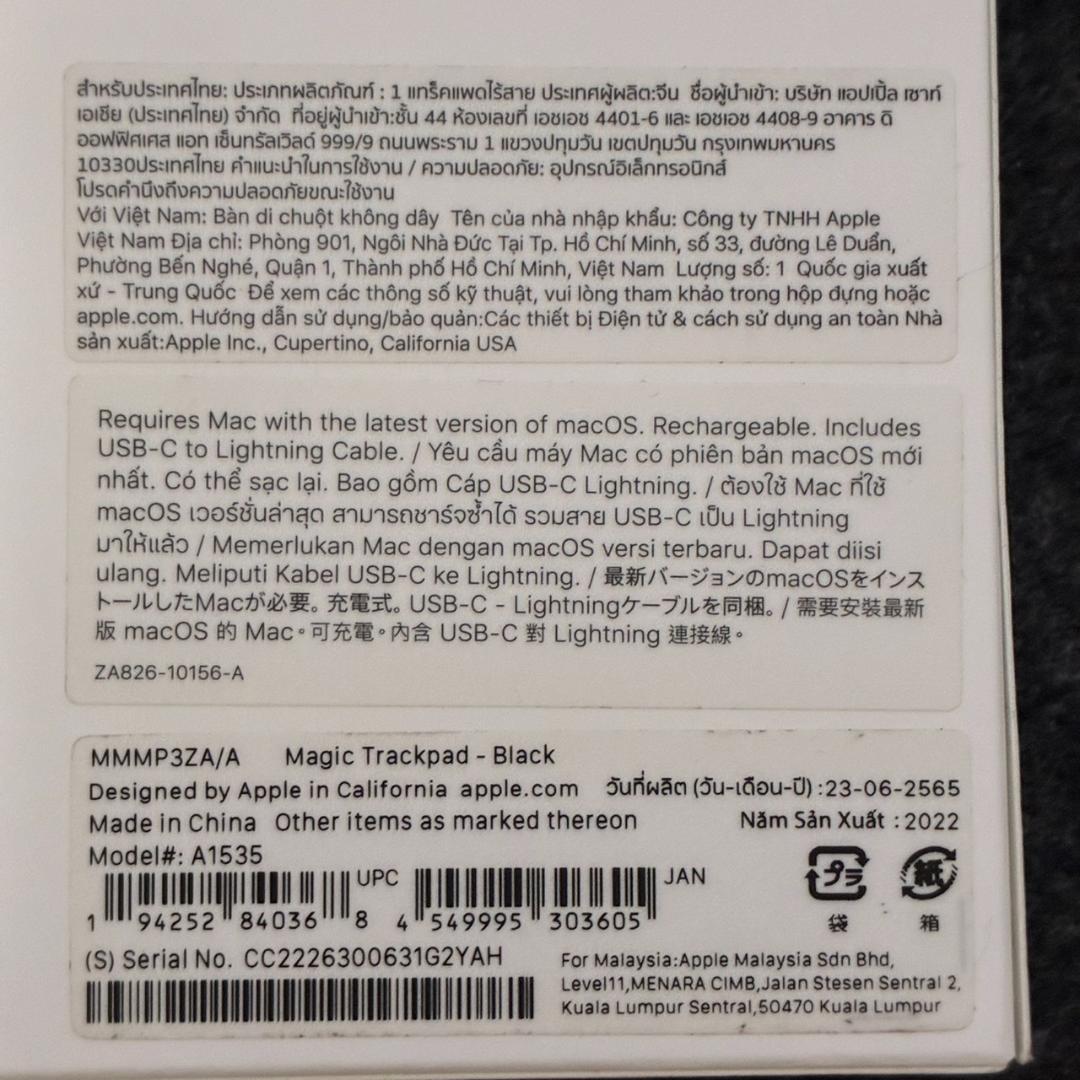 สำหรับประเทศไทย: ประเภทผลิตภัณฑ์ : 1 แทร็คแพดไร้สาย ประเทศผู้ผลิต:จีน ชื่อผู้นำเข้า: บริษัท แอปเปิ้ล เซาท์
เอเชีย (ประเทศไทย) จำกัด ที่อยู่ผู้นำเข้า:ชั้น 44 ห้องเลขที่ เอชเอช 4401-6 และ เอชเอช 4408-9 อาคาร ดิ
ออฟฟิศเศส แอท เซ็นทรัลเวิลด์ 999/9 ถนนพระราม 1 แขวงปทุมวัน เขตปทุมวัน กรุงเทพมหานคร
10330ประเทศไทย คำแนะนำในการใช้งาน / ความปลอดภัย: อุปกรณ์อิเล็กทรอนิกส์
โปรดคำนึงถึงความปลอดภัยขณะใช้งาน
Với Việt Nam: Bàn di chuột không dây Tên của nhà nhập khẩu: Công ty TNHH Apple
Việt Nam Địa chỉ: Phòng 901, Ngôi Nhà Đức Tại Tp. Hồ Chí Minh, số 33, đường Lê Duẩn,
Phường Bến Nghé, Quận 1, Thành phố Hồ Chí Minh, Việt Nam Lượng số: 1 Quốc gia xuất
xứ - Trung Quốc Để xem các thông số kỹ thuật, vui lòng tham khảo trong hộp đựng hoặc
apple.com. Hướng dẫn sử dụng/bảo quản:Các thiết bị Điện tử & cách sử dụng an toàn Nhà
sản xuất:Apple Inc., Cupertino, California USA
Requires Mac with the latest version of macOS. Rechargeable. Includes
USB-C to Lightning Cable. / Yêu cầu máy Mac có phiên bản macOS mới
nhất. Có thể sạc lại. Bao gồm Cáp USB-C Lightning. / ต้องใช้ Mac ที่ใช้
macOS เวอร์ชั่นล่าสุด สามารถชาร์จซ้ำได้ รวมสาย USB-C เป็น Lightning
มาให้แล้ว / Memerlukan Mac dengan macOS versi terbaru. Dapat diisi
ulang. Meliputi Kabel USB-C ke Lightning. / 最新バージョンのmacOSをインス
トールしたMacが必要。充電式。USB-C - Lightningケーブルを同梱。/ 需要安裝最新
版 macOS 的 Mac。可充電。內含 USB-C 對 Lightning 連接線。
ZA826-10156-A
MMMP3ZA/A Magic Trackpad - Black
Designed by Apple in California apple.com วันที่ผลิต (วัน-เดือน-ปี) :23-06-2565
Made in China Other items as marked thereon Năm Sản Xuất : 2022
Model#: A1535
UPC JAN プラ 紙
1 94252 84036 8 4 549995 303605 袋 箱
(S) Serial No. CC2226300631G2YAH
For Malaysia:Apple Malaysia Sdn Bhd,
Level11,MENARA CIMB,Jalan Stesen Sentral 2,
Kuala Lumpur Sentral,50470 Kuala Lumpur